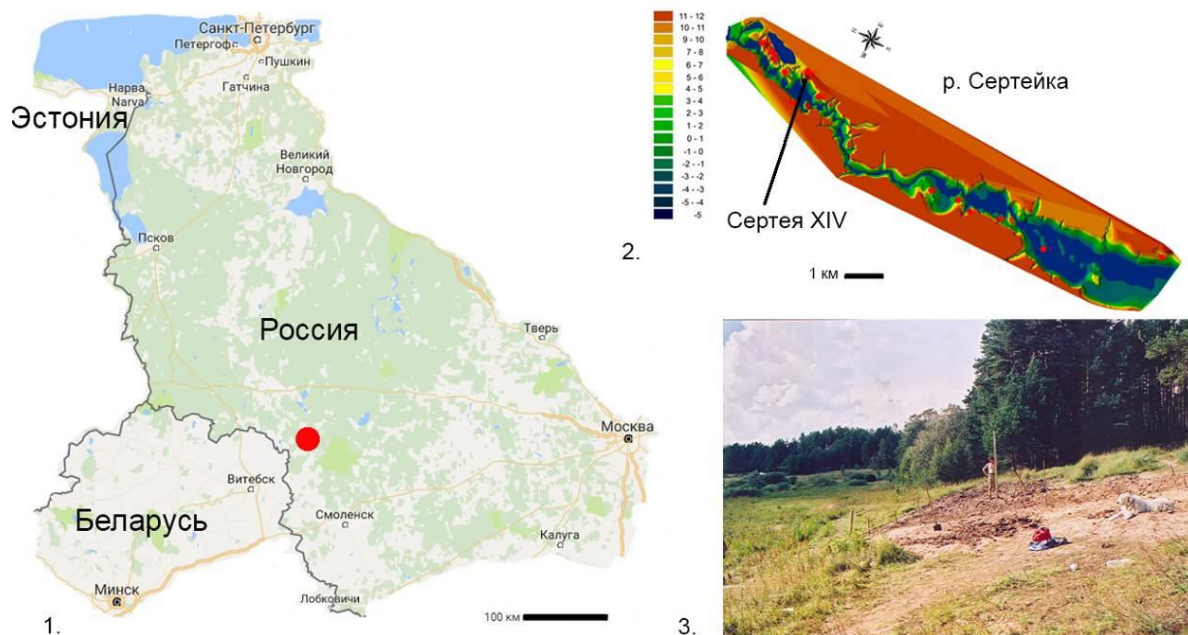 Санкт-Петербург
Петергоф
Пушкин
Гатчина
Нарва
Narva
Эстония
Великий
Новгород
Псков
Россия
Тверь
Москва
Витебск
Смоленск
Калуга
Беларусь
Минск
Лобковичи
100 км
1.
11 - 12
10 - 11
9 - 10
7 - 8
6 - 7
5 - 6
4 - 5
3 - 4
2 - 3
1 - 2
0 - 1
-1 - 0
-2 - -1
-3 - -2
-4 - -3
-5 - -4
-5
р. Сертейка
Сертея XIV
1 км
2.
3.